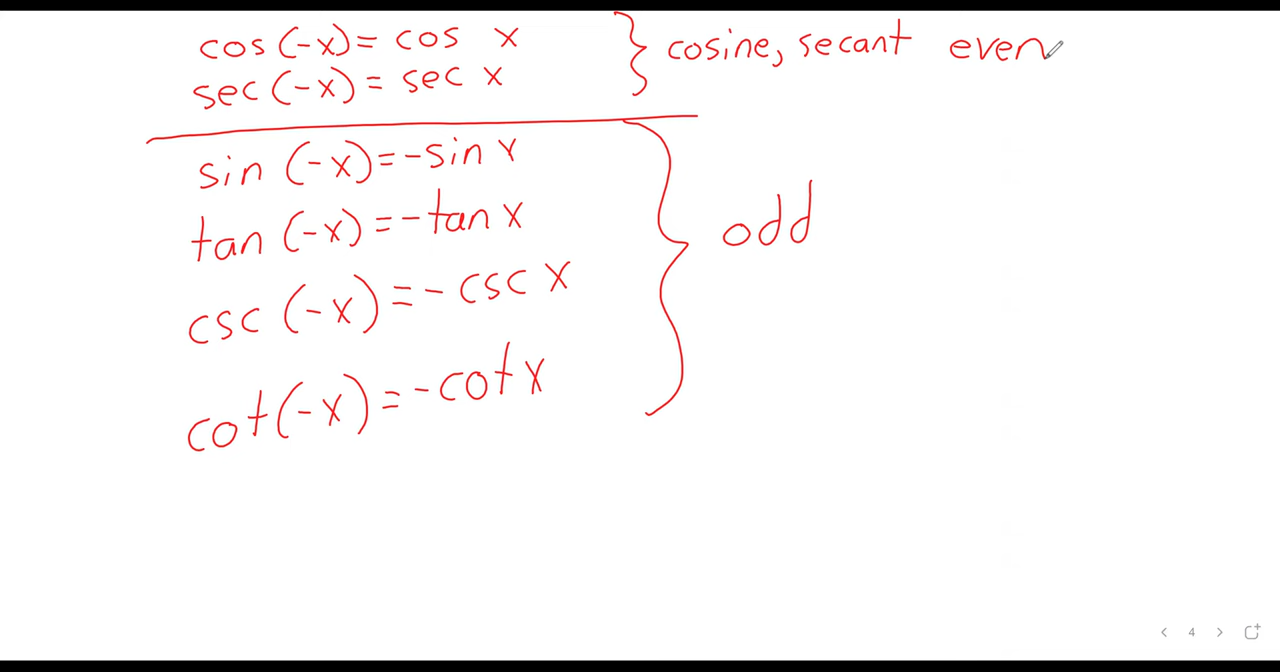 cos (-x) = cos x
sec (-x) = sec x
cosine, secant even
sin (-x) = -sin x
tan (-x) = -tan x
csc (-x) = - csc x
cot (-x) = -cot x
odd
4